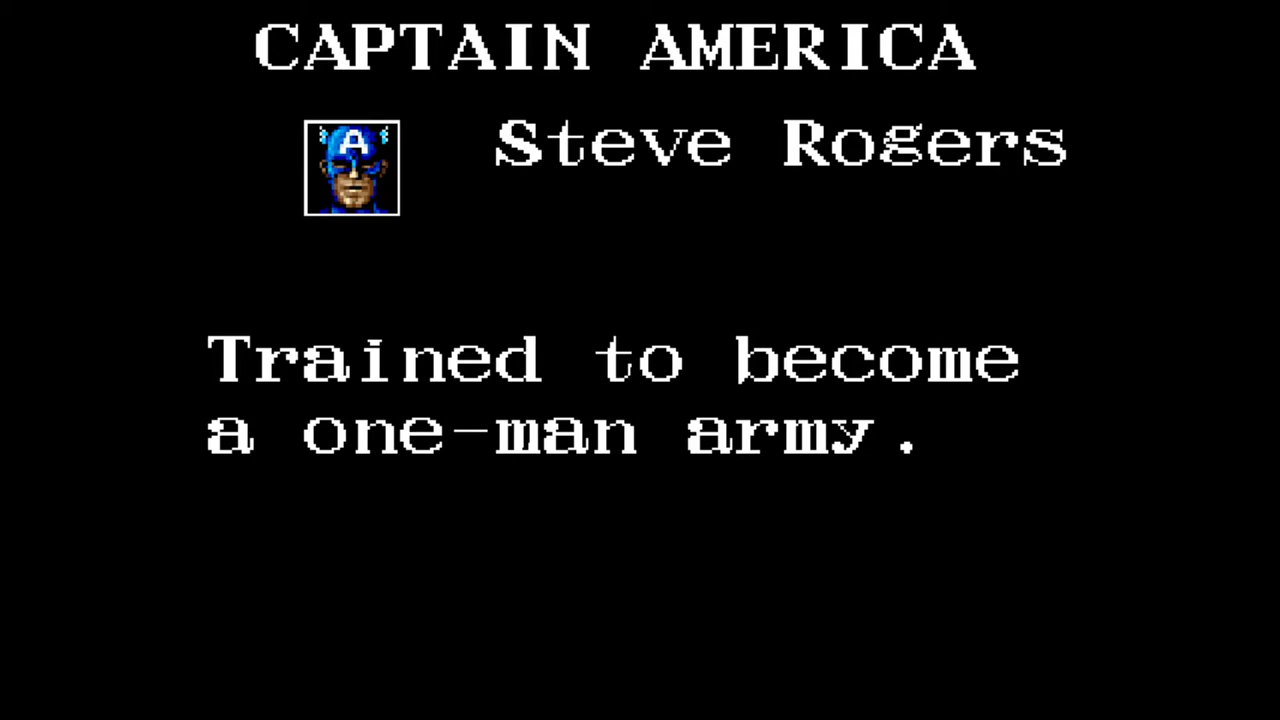 CAPTAIN AMERICA
A
Steve Rogers
Trained to become
a one-man army.